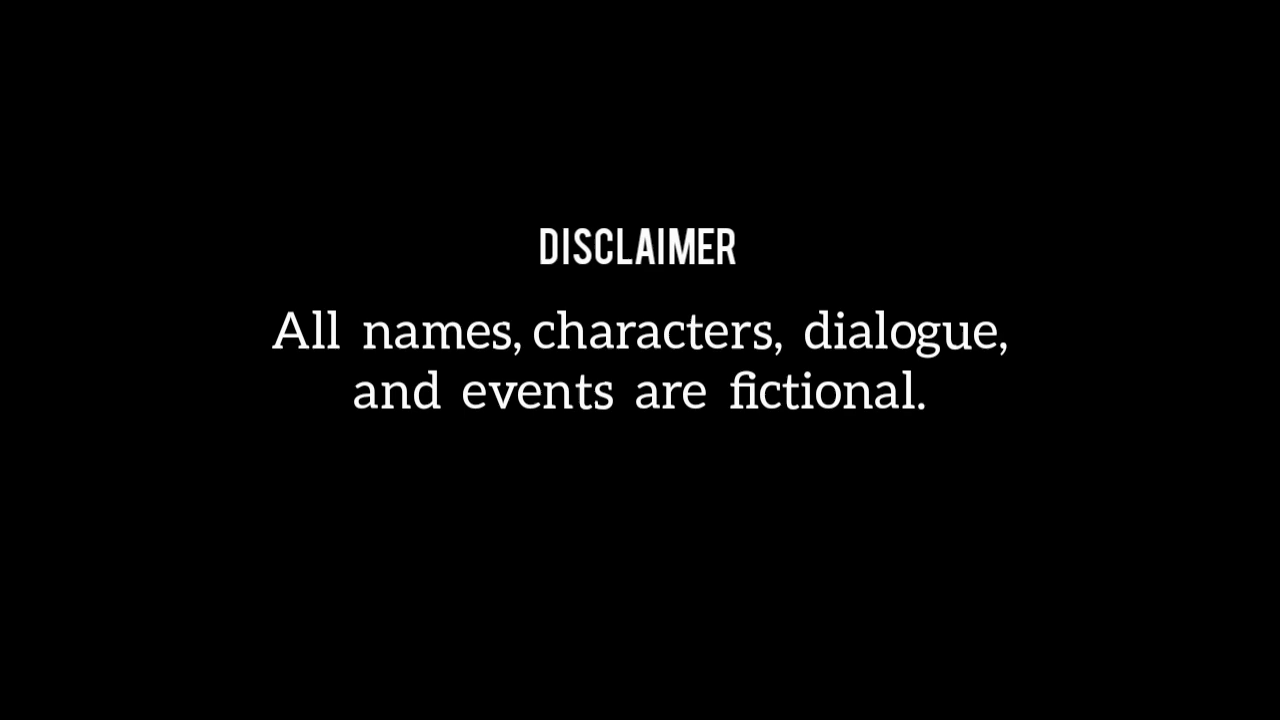 DISCLAIMER
All names, characters, dialogue,
and events are fictional.